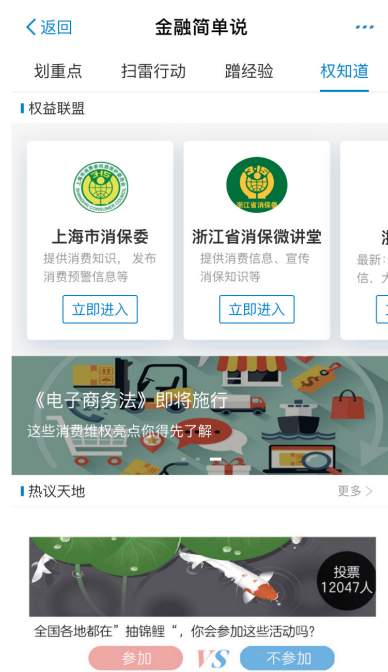 返回
金融简单说
划重点
扫雷行动
蹭经验
权知道
权益联盟
315
浙江省消保委
上海市消保委
浙江省消保微讲堂
提供消费知识, 发布
消费预警信息等
提供消费信息、宣传
消保知识等
最新:
信.
立即进入
立即进入
《电子商务法》即将施行
这些消费维权亮点你得先了解
热议天地
更多
投票
12047人
全国各地都在”抽锦鲤“，你会参加这些活动吗?
参加
VS
不参加